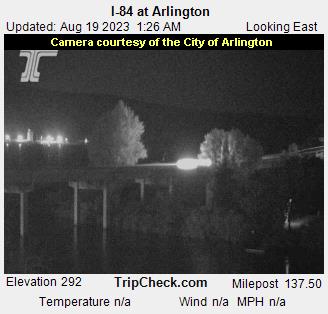 I-84 at Arlington
Updated: Aug 19 2023 1:26 AM Looking East
Camera courtesy of the City of Arlington
Elevation 292 TripCheck.com Milepost 137.50
Temperature n/a Wind n/a MPH n/a